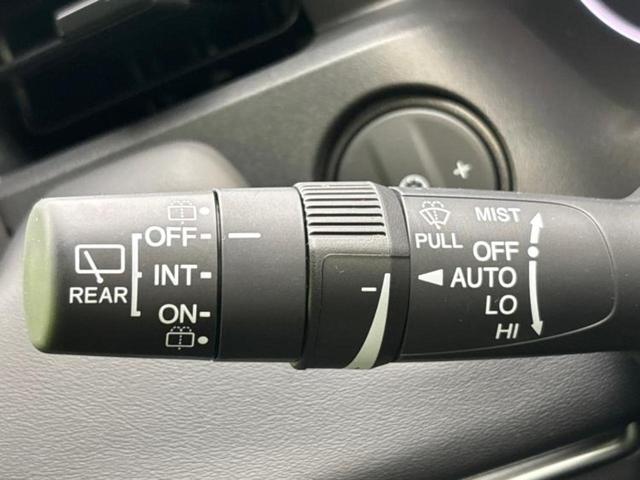 REAR
OFF
INT
ON
PULL
MIST
OFF
AUTO
LO
HI